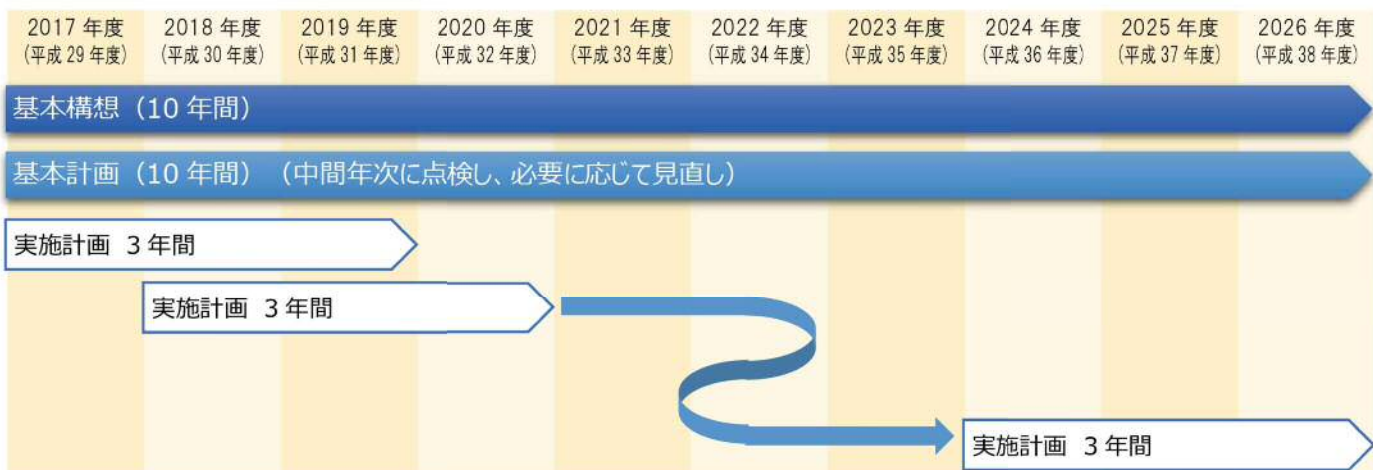 2017 年度 2018 年度 2019 年度 2020 年度 2021 年度 2022 年度 2023 年度 2024 年度 2025 年度 2026 年度
(平成 29 年度) (平成 30 年度) (平成 31 年度) (平成 32 年度) (平成 33 年度) (平成 34 年度) (平成 35 年度) (平成 36 年度) (平成 37 年度) (平成 38 年度)
基本構想（10 年間）
基本計画（10 年間）（中間年次に点検し、必要に応じて見直し）
実施計画 3 年間
実施計画 3 年間
実施計画 3 年間